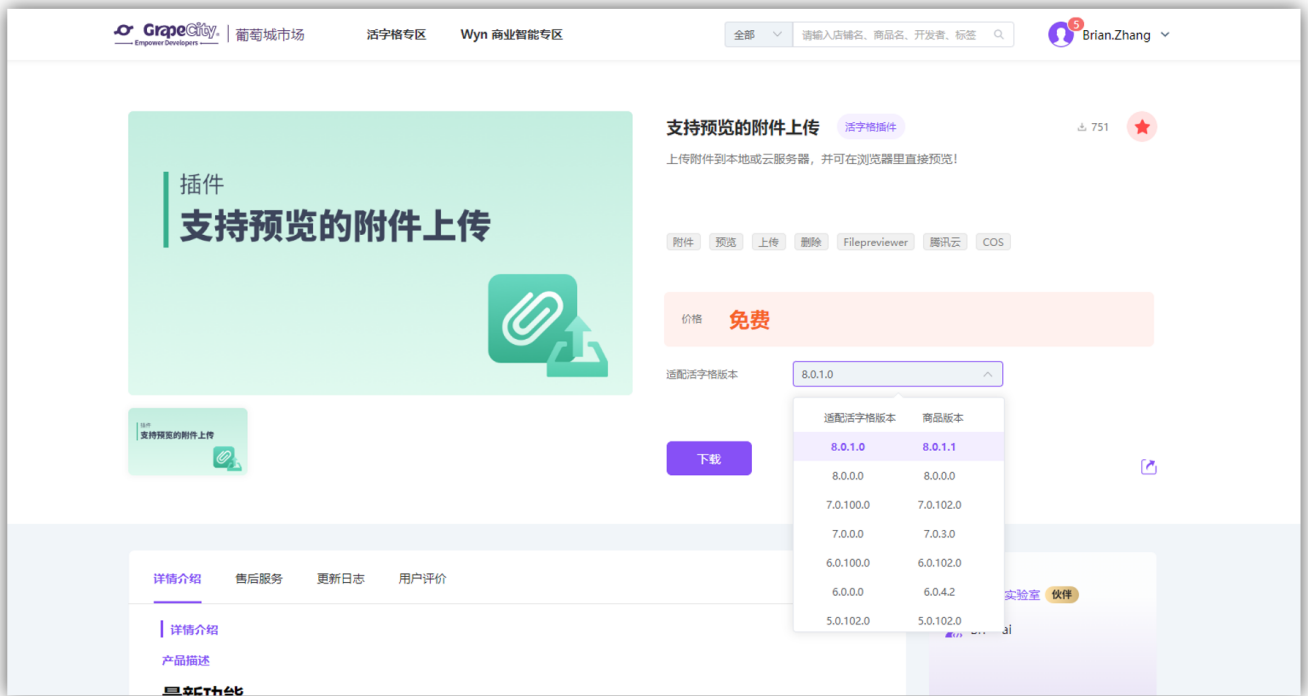 GrapeCity
Empower Developers
葡萄城市场
活字格专区
Wyn 商业智能专区
全部
请输入店铺名、商品名、开发者、标签
5
Brian.Zhang
插件
支持预览的附件上传
支持预览的附件上传
活字格插件
751
上传附件到本地或云服务器，并可在浏览器里直接预览！
附件
预览
上传
删除
Filepreviewer
腾讯云
COS
价格
免费
适配活字格版本
8.0.1.0
适配活字格版本 商品版本
8.0.1.0 8.0.1.1
8.0.0.0 8.0.0.0
7.0.100.0 7.0.102.0
7.0.0.0 7.0.3.0
6.0.100.0 6.0.102.0
6.0.0.0 6.0.4.2
5.0.102.0 5.0.102.0
插件
支持预览的附件上传
下载
详情介绍
售后服务
更新日志
用户评价
实验室
伙伴
详情介绍
产品描述
最新功能